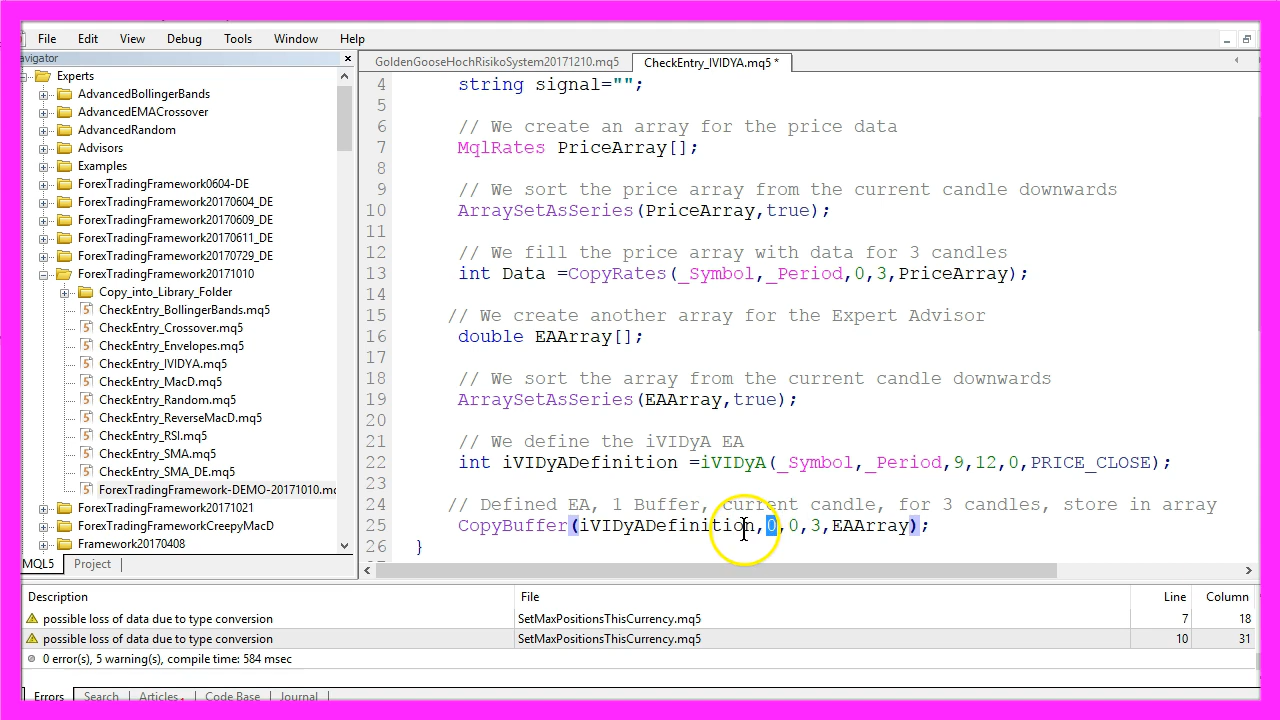 File Edit View Debug Tools Window Help
avigator
Experts
AdvancedBollingerBands
AdvancedEMACrossover
AdvancedRandom
Advisors
Examples
ForexTradingFramework0604-DE
ForexTradingFramework20170604_DE
ForexTradingFramework20170609_DE
ForexTradingFramework20170611_DE
ForexTradingFramework20170729_DE
ForexTradingFramework20171010
Copy_into_Library_Folder
CheckEntry_BollingerBands.mq5
CheckEntry_Crossover.mq5
CheckEntry_Envelopes.mq5
CheckEntry_IVIDYA.mq5
CheckEntry_MacD.mq5
CheckEntry_Random.mq5
CheckEntry_ReverseMacD.mq5
CheckEntry_RSI.mq5
CheckEntry_SMA.mq5
CheckEntry_SMA_DE.mq5
ForexTradingFramework-DEMO-20171010.mc
ForexTradingFramework20171021
ForexTradingFrameworkCreepyMacD
Framework20170408
MQL5 Project
GoldenGooseHochRisikoSystem20171210.mq5 CheckEntry_IVIDYA.mq5 *
4 string signal="";
5
6 // We create an array for the price data
7 MqlRates PriceArray[];
8
9 // We sort the price array from the current candle downwards
10 ArraySetAsSeries(PriceArray,true);
11
12 // We fill the price array with data for 3 candles
13 int Data =CopyRates(_Symbol,_Period,0,3,PriceArray);
14
15 // We create another array for the Expert Advisor
16 double EAArray[];
17
18 // We sort the array from the current candle downwards
19 ArraySetAsSeries(EAArray,true);
20
21 // We define the iVIDyA EA
22 int iVIDyADefinition =iVIDyA(_Symbol,_Period,9,12,0,PRICE_CLOSE);
23
24 // Defined EA, 1 Buffer, current candle, for 3 candles, store in array
25 CopyBuffer(iVIDyADefinition,0,0,3,EAArray);
26 }
Description File Line Column
possible loss of data due to type conversion SetMaxPositionsThisCurrency.mq5 7 18
possible loss of data due to type conversion SetMaxPositionsThisCurrency.mq5 10 31
0 error(s), 5 warning(s), compile time: 584 msec
Errors Search Articles Code Base Journal